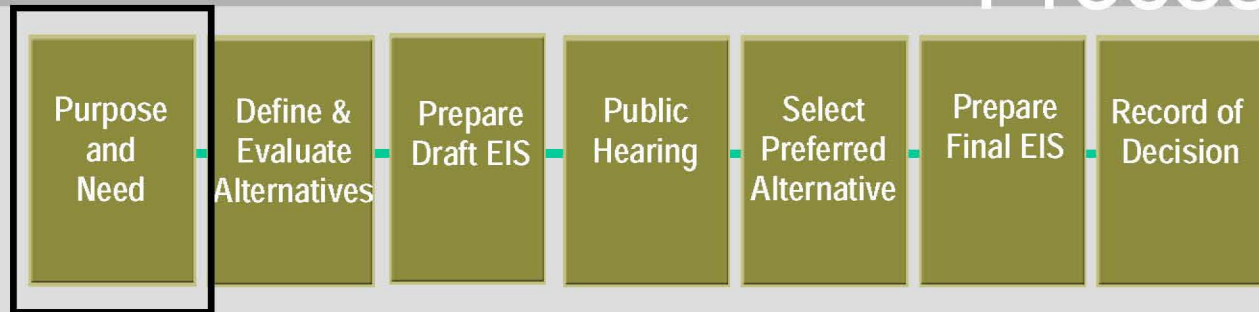 Purpose
and
Need
Define &
Evaluate
Alternatives
Prepare
Draft EIS
Public
Hearing
Select
Preferred
Alternative
Prepare
Final EIS
Record of
Decision